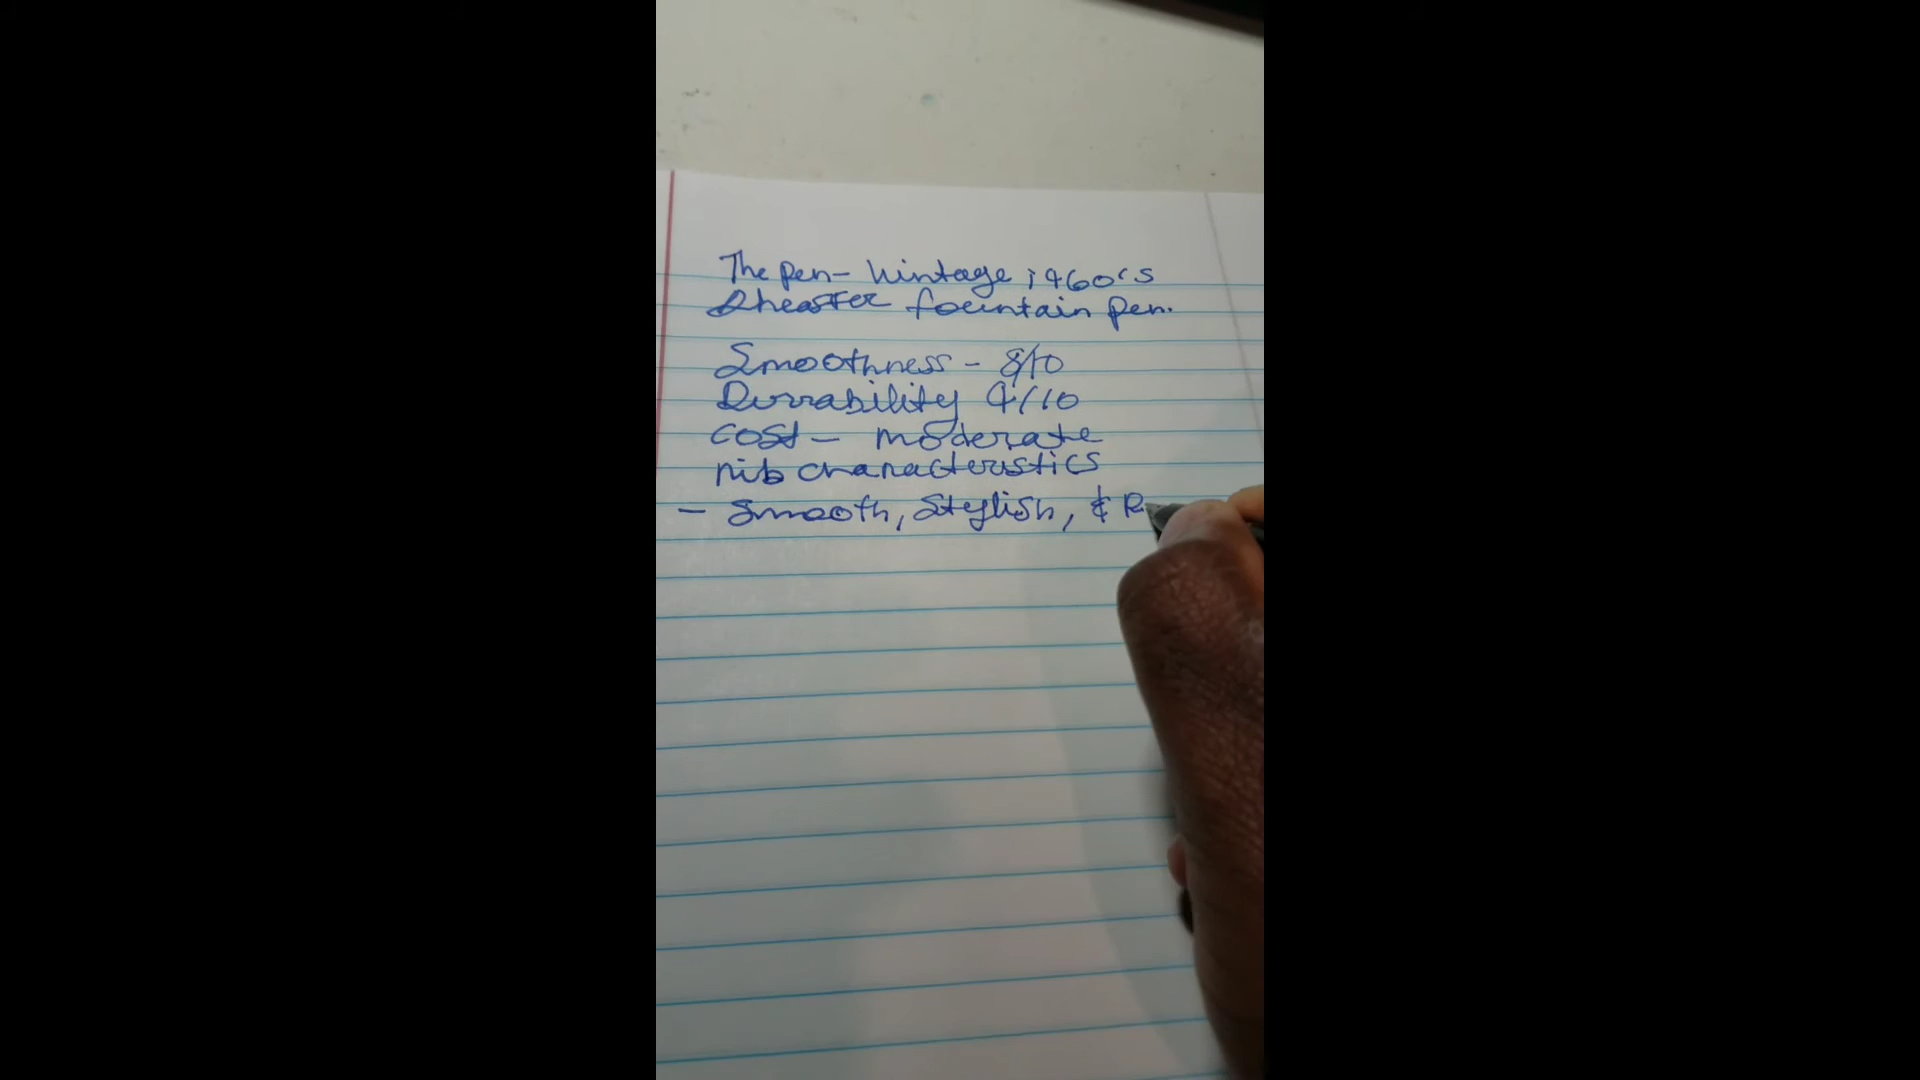 The pen- Vintage 1960's
Sheaffer fountain pen.
Smoothness - 8/10
Durrability 9/10
Cost - moderate
nib characteristics
- Smooth, Stylish, & R